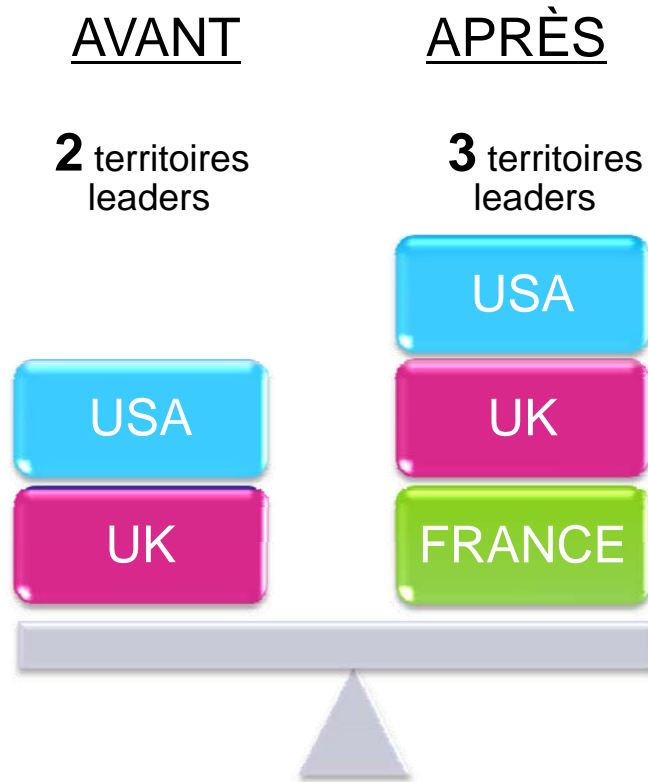 AVANT
2 territoires
leaders
USA
UK
APRÈS
3 territoires
leaders
USA
UK
FRANCE